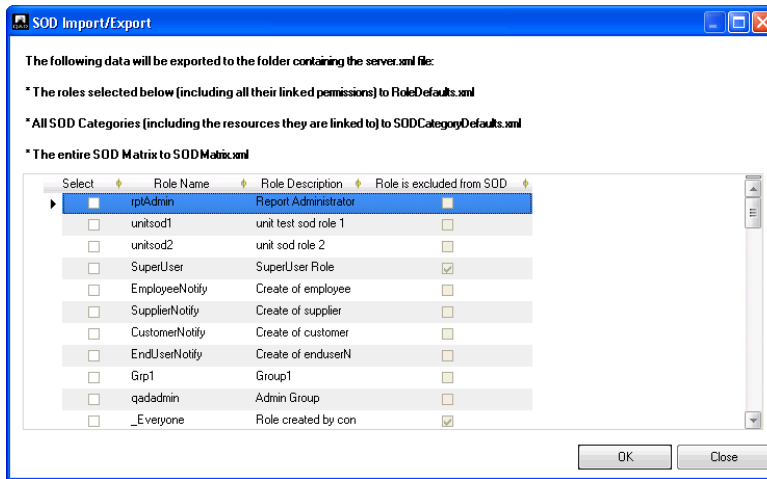 SOD Import/Export
The following data will be exported to the folder containing the server.xml file:
* The roles selected below (including all their linked permissions) to RoleDefaults.xml
* All SOD Categories (including the resources they are linked to) to SODCategoryDefaults.xml
* The entire SOD Matrix to SODMatrix.xml
Select Role Name Role Description Role is excluded from SOD
rptAdmin Report Administrator
unitsod1 unit test sod role 1
unitsod2 unit sod role 2
SuperUser SuperUser Role
EmployeeNotify Create of employee
SupplierNotify Create of supplier
CustomerNotify Create of customer
EndUserNotify Create of enduserN
Grp1 Group1
qadadmin Admin Group
_Everyone Role created by con
OK Close